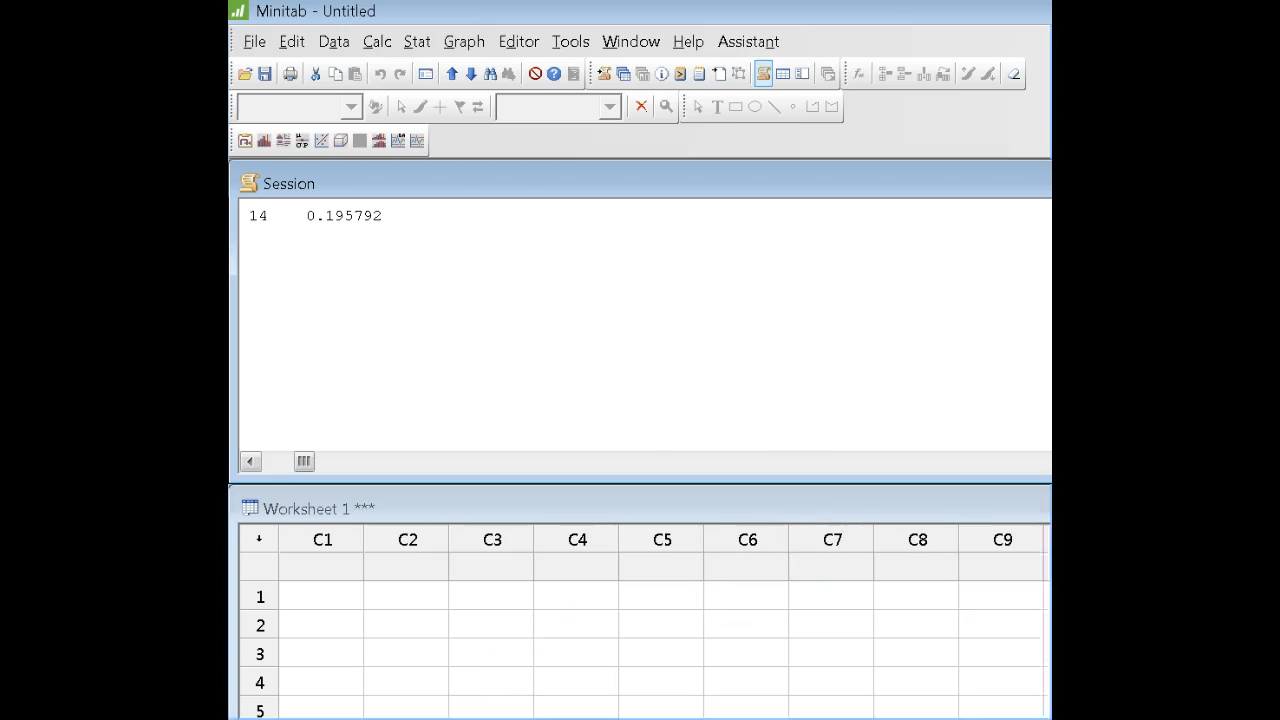 Minitab - Untitled
File Edit Data Calc Stat Graph Editor Tools Window Help Assistant
Session
14 0.195792
Worksheet 1 ***
C1 C2 C3 C4 C5 C6 C7 C8 C9
1
2
3
4
5